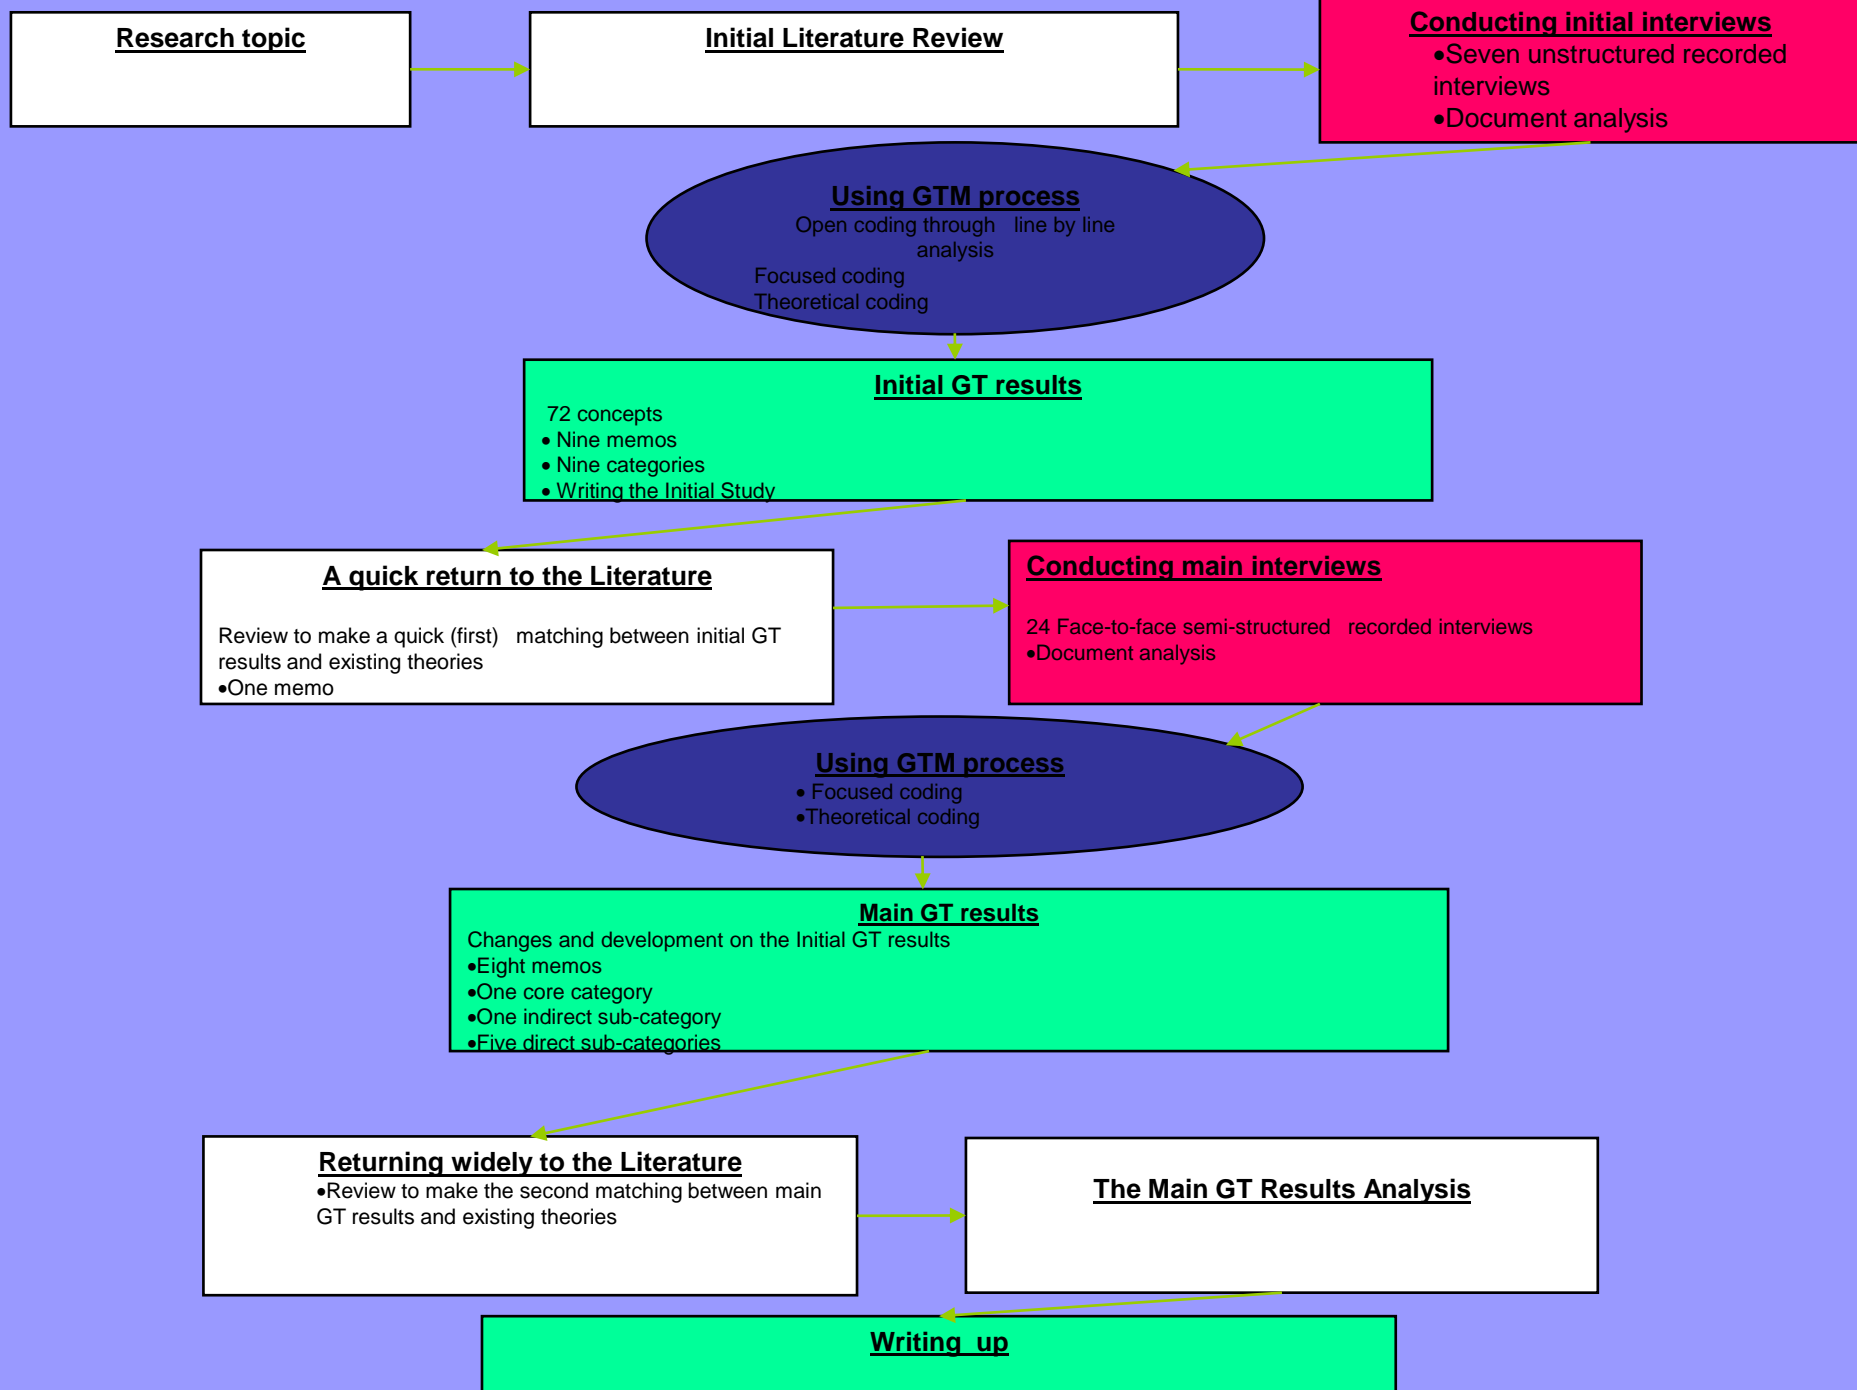 Research topic
Initial Literature Review
Conducting initial interviews
•Seven unstructured recorded
interviews
•Document analysis
Using GTM process
Open coding through line by line
analysis
Focused coding
Theoretical coding
Initial GT results
72 concepts
• Nine memos
• Nine categories
• Writing the Initial Study
A quick return to the Literature
Review to make a quick (first) matching between initial GT
results and existing theories
•One memo
Conducting main interviews
24 Face-to-face semi-structured recorded interviews
•Document analysis
Using GTM process
• Focused coding
•Theoretical coding
Main GT results
Changes and development on the Initial GT results
•Eight memos
•One core category
•One indirect sub-category
•Five direct sub-categories
Returning widely to the Literature
•Review to make the second matching between main
GT results and existing theories
The Main GT Results Analysis
Writing up